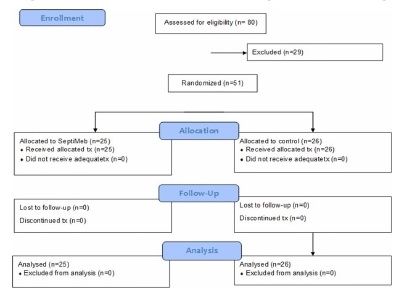 Enrollment
Assessed for eligibility (n= 80)
Excluded (n=29)
Randomized (n=51)
Allocation
Allocated to SeptiMeb (n=25)
• Received allocated tx (n=25)
• Did not receive adequatetx (n=0)
Allocated to control (n=26)
• Received allocated tx (n=26)
• Did not receive adequatetx (n=0)
Follow-Up
Lost to follow-up (n=0)
Discontinued tx (n=0)
Lost to follow-up (n=0)
Discontinued tx (n=0)
Analysis
Analysed (n=25)
• Excluded from analysis (n=0)
Analysed (n=26)
• Excluded from analysis (n=0)